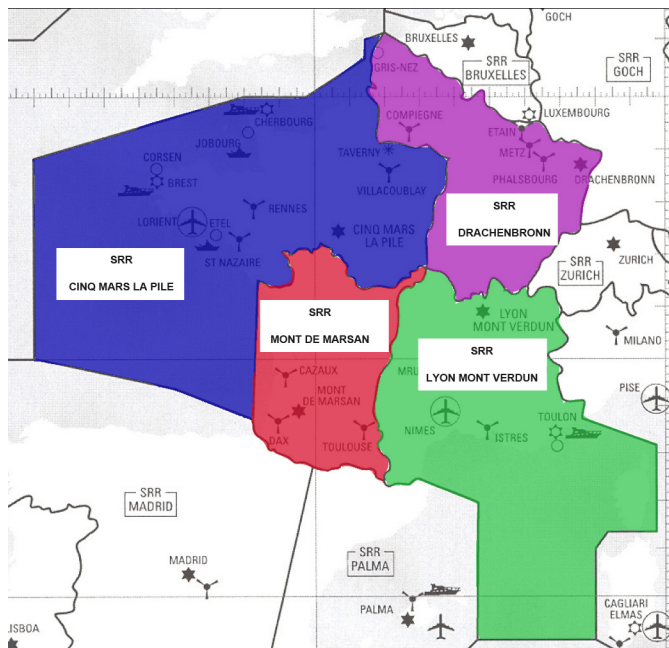 GOCH
BRUXELLES
GRIS-NEZ
SRR
BRUXELLES
SRR
GOCH
CHERBOURG
COMPIEGNE
LUXEMBOURG
ETAIN
JOBOURG
METZ
TAVERNY
CORSEN
PHALSBOURG
DRACHENBRONN
BREST
VILLACOUBLAY
RENNES
SRR
DRACHENBRONN
LORIENT
ETEL
CINQ MARS
LA PILE
ST NAZAIRE
SRR
ZURICH
ZURICH
SRR
CINQ MARS LA PILE
SRR
MONT DE MARSAN
LYON
MONT VERDUN
MILANO
SRR
LYON MONT VERDUN
CAZAUX
MRU
MONT
DE MARSAN
PISE
DAX
TOULOUSE
NIMES
ISTRES
TOULON
SRR
MADRID
SRR
PALMA
MADRID
PALMA
CAGLIARI
ELMAS
LISBOA